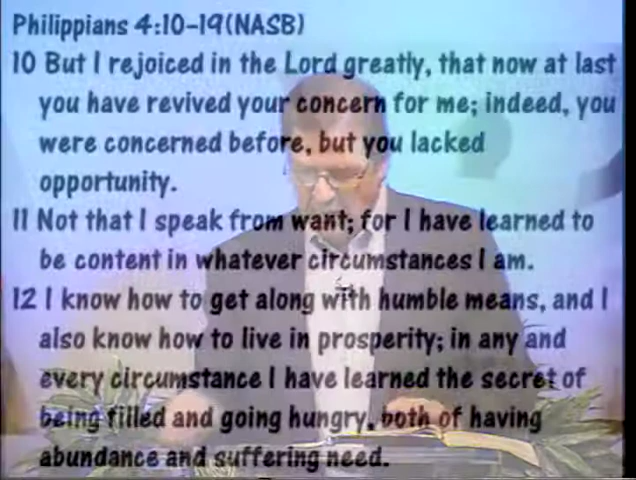 Philippians 4:10-19(NASB)
10 But I rejoiced in the Lord greatly, that now at last
you have revived your concern for me; indeed, you
were concerned before, but you lacked
opportunity.
11 Not that I speak from want; for I have learned to
be content in whatever circumstances I am.
12 I know how to get along with humble means, and I
also know how to live in prosperity; in any and
every circumstance I have learned the secret of
being filled and going hungry, both of having
abundance and suffering need.